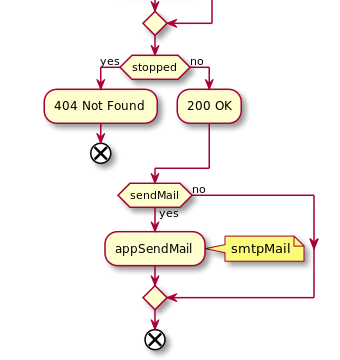 yes
stopped
no
404 Not Found
200 OK
sendMail
no
yes
appSendMail
smtpMail